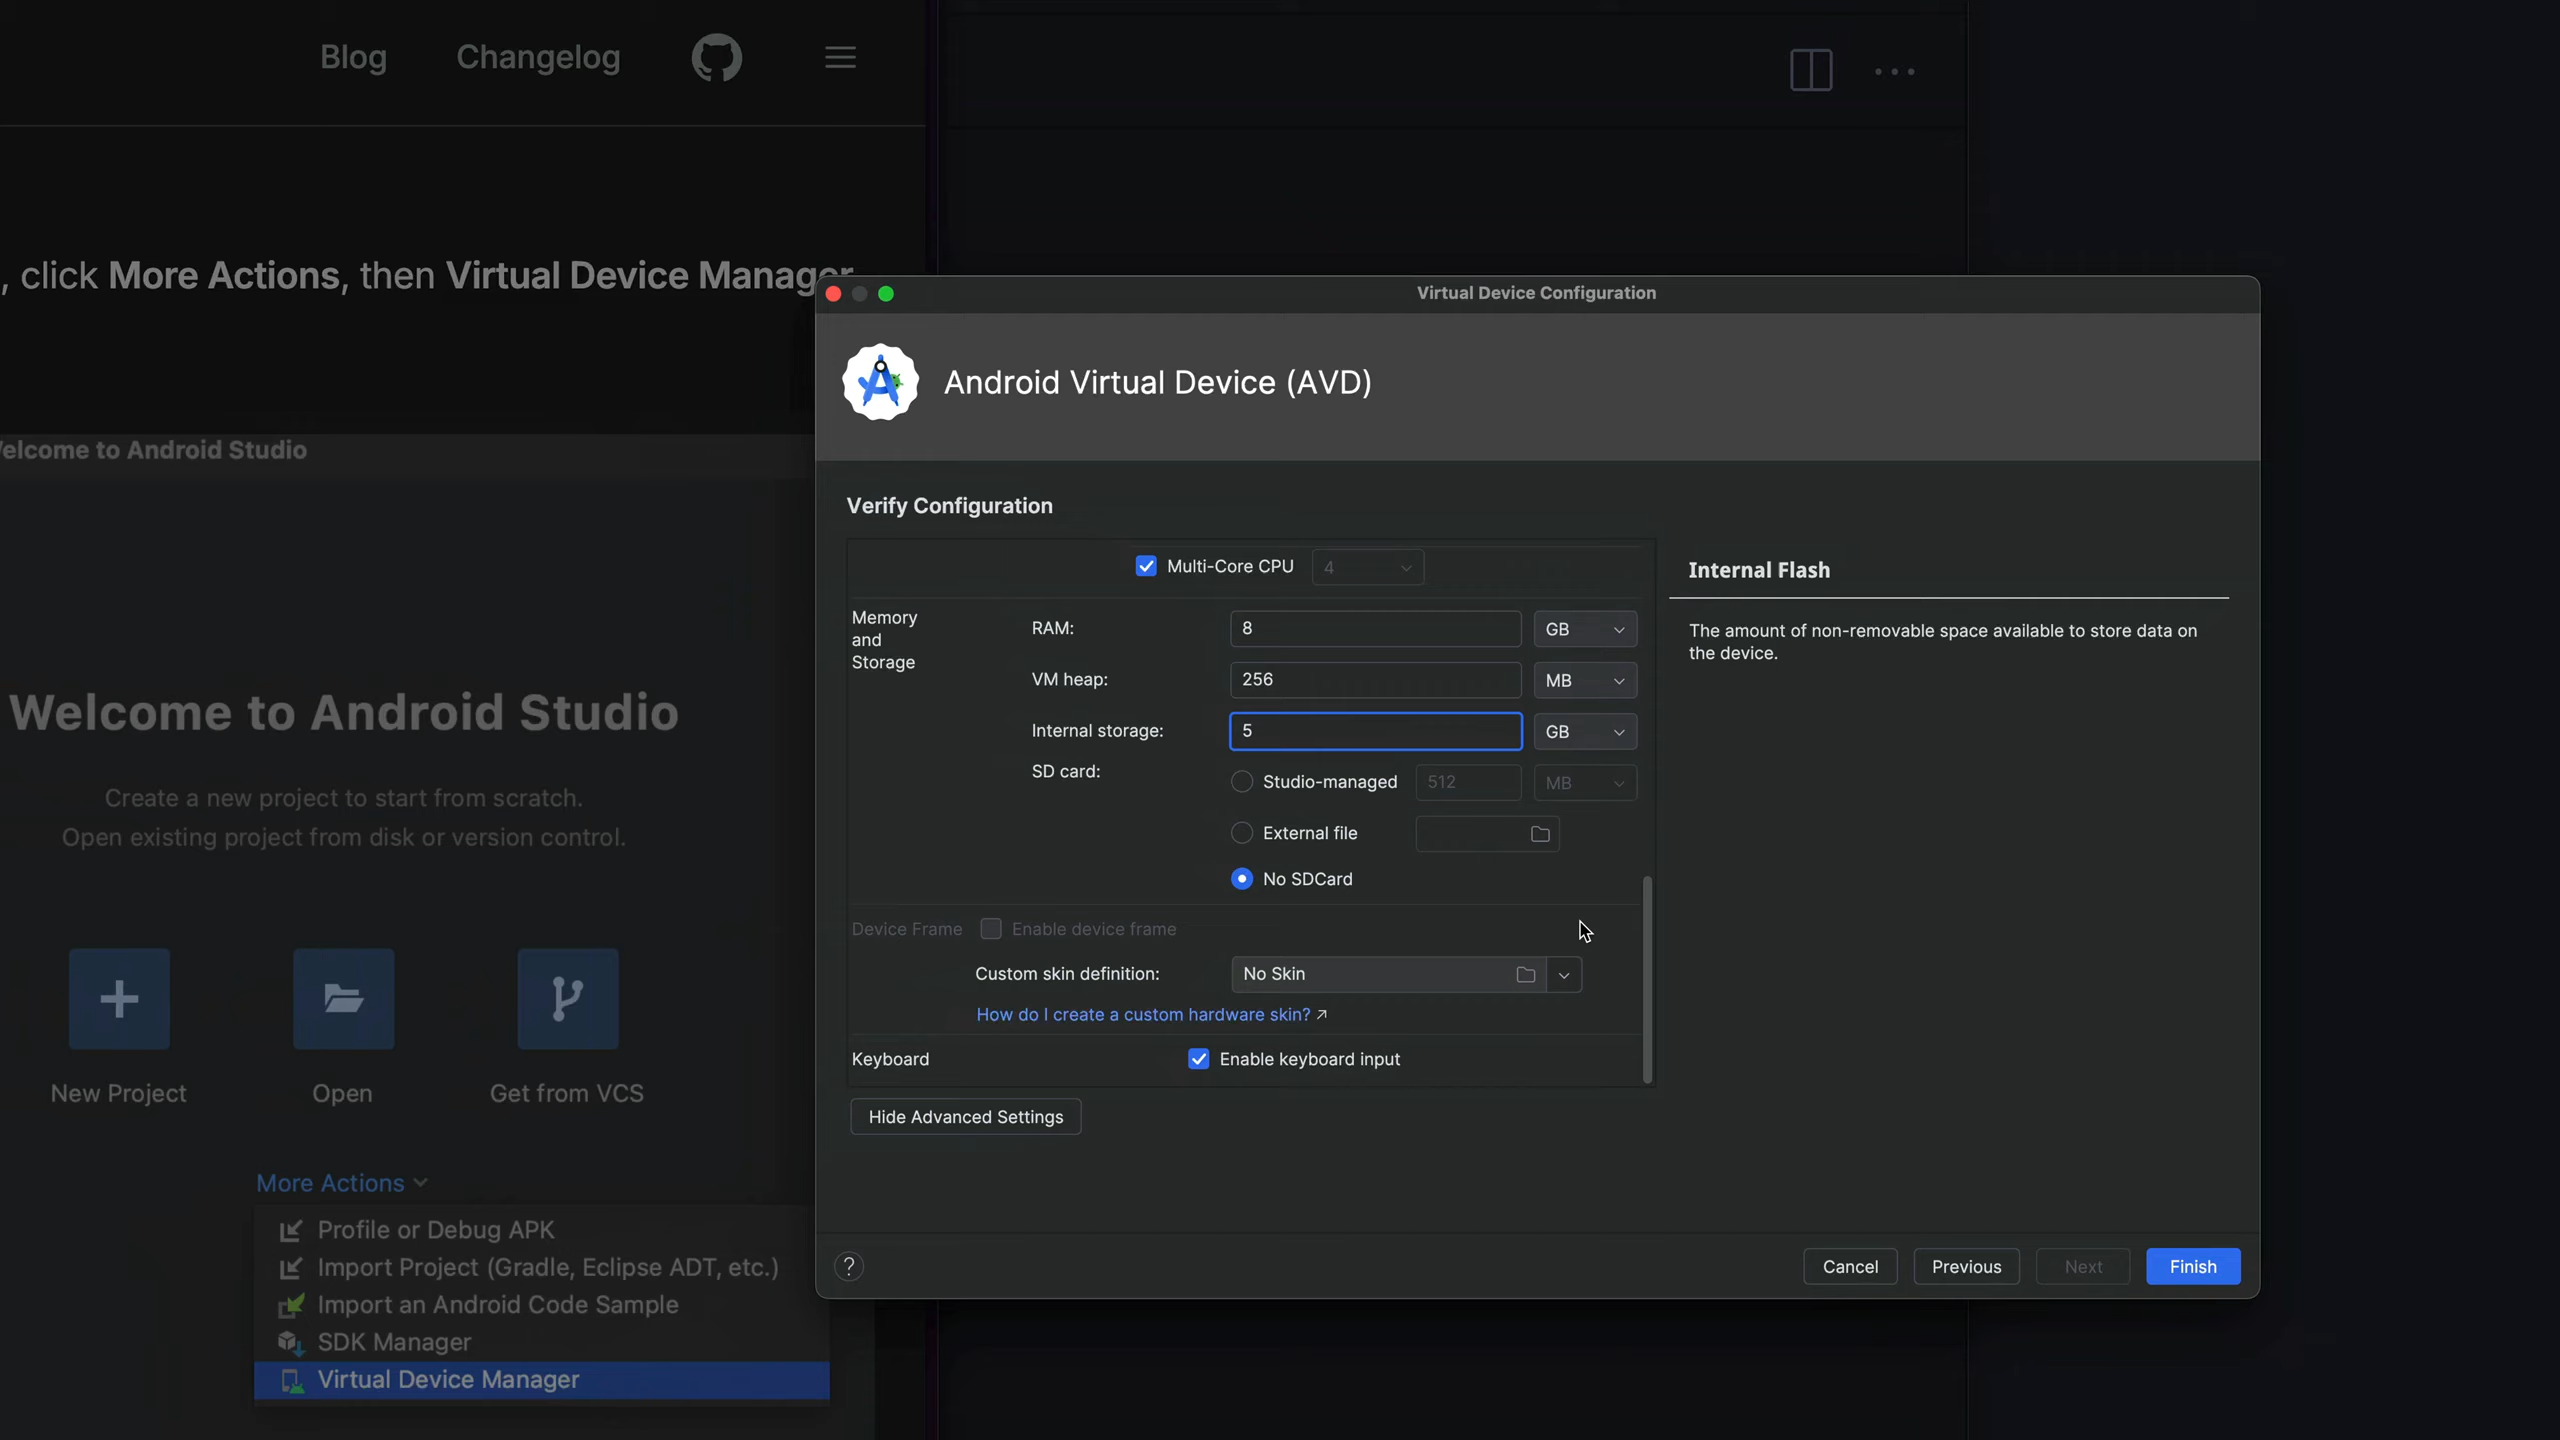 Blog Changelog
, click More Actions, then Virtual Device Manager
elcome to Android Studio
Welcome to Android Studio
Create a new project to start from scratch.
Open existing project from disk or version control.
New Project Open Get from VCS
More Actions
Profile or Debug APK
Import Project (Gradle, Eclipse ADT, etc.)
Import an Android Code Sample
SDK Manager
Virtual Device Manager
Virtual Device Configuration
Android Virtual Device (AVD)
Verify Configuration
Multi-Core CPU 4
Memory
and
Storage
RAM: 8 GB
VM heap: 256 MB
Internal storage: 5 GB
SD card:
Studio-managed 512 MB
External file
No SDCard
Device Frame Enable device frame
Custom skin definition: No Skin
How do I create a custom hardware skin? ↗
Keyboard Enable keyboard input
Hide Advanced Settings
Internal Flash
The amount of non-removable space available to store data on
the device.
? Cancel Previous Next Finish